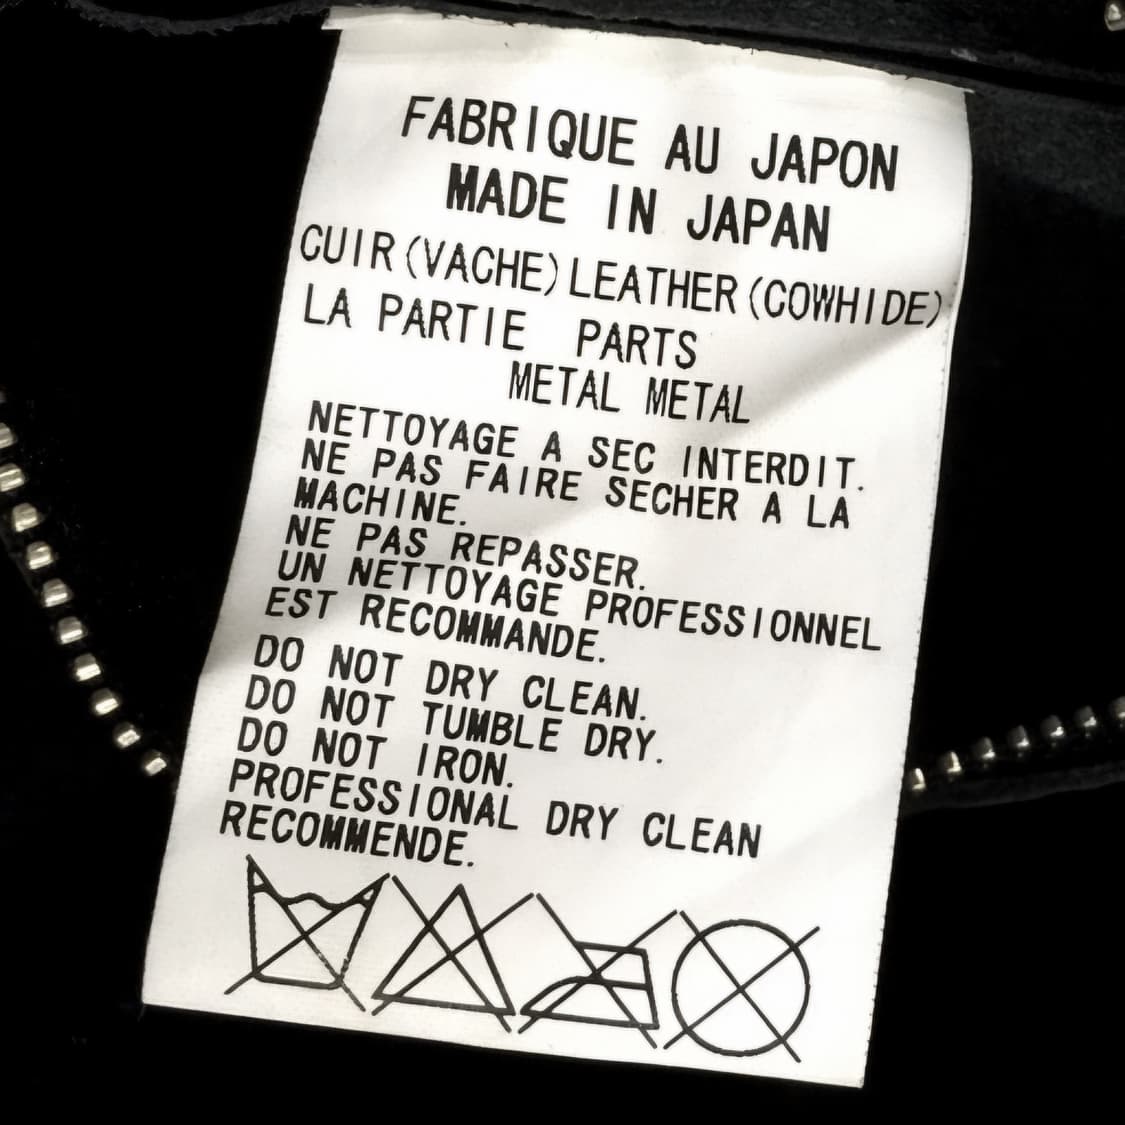 FABRIQUE AU JAPON
MADE IN JAPAN
CUIR(VACHE)LEATHER(COWHIDE)
LA PARTIE PARTS
METAL METAL
NETTOYAGE A SEC INTERDIT.
NE PAS FAIRE SECHER A LA
MACHINE.
NE PAS REPASSER.
UN NETTOYAGE PROFESSIONNEL
EST RECOMMANDE.
DO NOT DRY CLEAN.
DO NOT TUMBLE DRY.
DO NOT IRON.
PROFESSIONAL DRY CLEAN
RECOMMENDE.